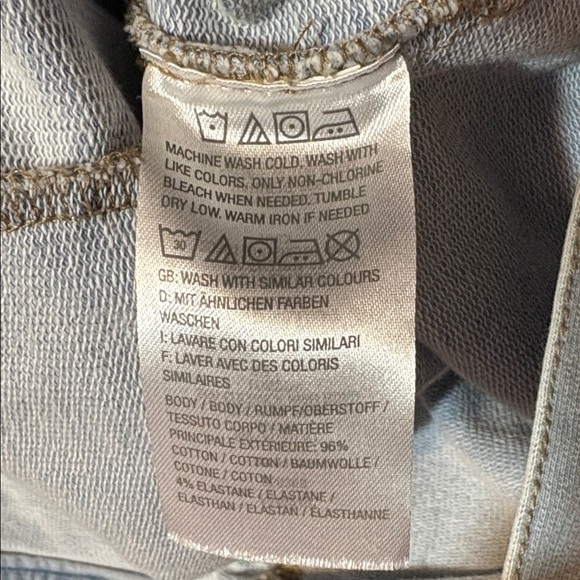 MACHINE WASH COLD. WASH WITH
LIKE COLORS. ONLY NON-CHLORINE
BLEACH WHEN NEEDED. TUMBLE
DRY LOW. WARM IRON IF NEEDED
30
GB: WASH WITH SIMILAR COLOURS
D: MIT ÄHNLICHEN FARBEN
WASCHEN
I: LAVARE CON COLORI SIMILARI
F: LAVER AVEC DES COLORIS
SIMILAIRES
BODY / BODY / RUMPF/OBERSTOFF /
TESSUTO CORPO / MATIÈRE
PRINCIPALE EXTERIEURE: 96%
COTTON / COTTON / BAUMWOLLE /
COTONE / COTON
4% ELASTANE / ELASTANE /
ELASTHAN / ELASTAN / ÉLASTHANNE